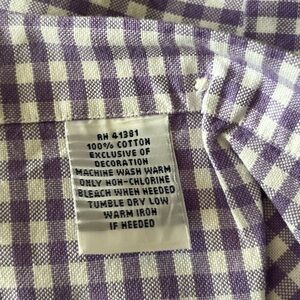 RN 41381
100% COTTON
EXCLUSIVE OF
DECORATION
MACHINE WASH WARM
ONLY NON-CHLORINE
BLEACH WHEN NEEDED
TUMBLE DRY LOW
WARM IRON
IF NEEDED